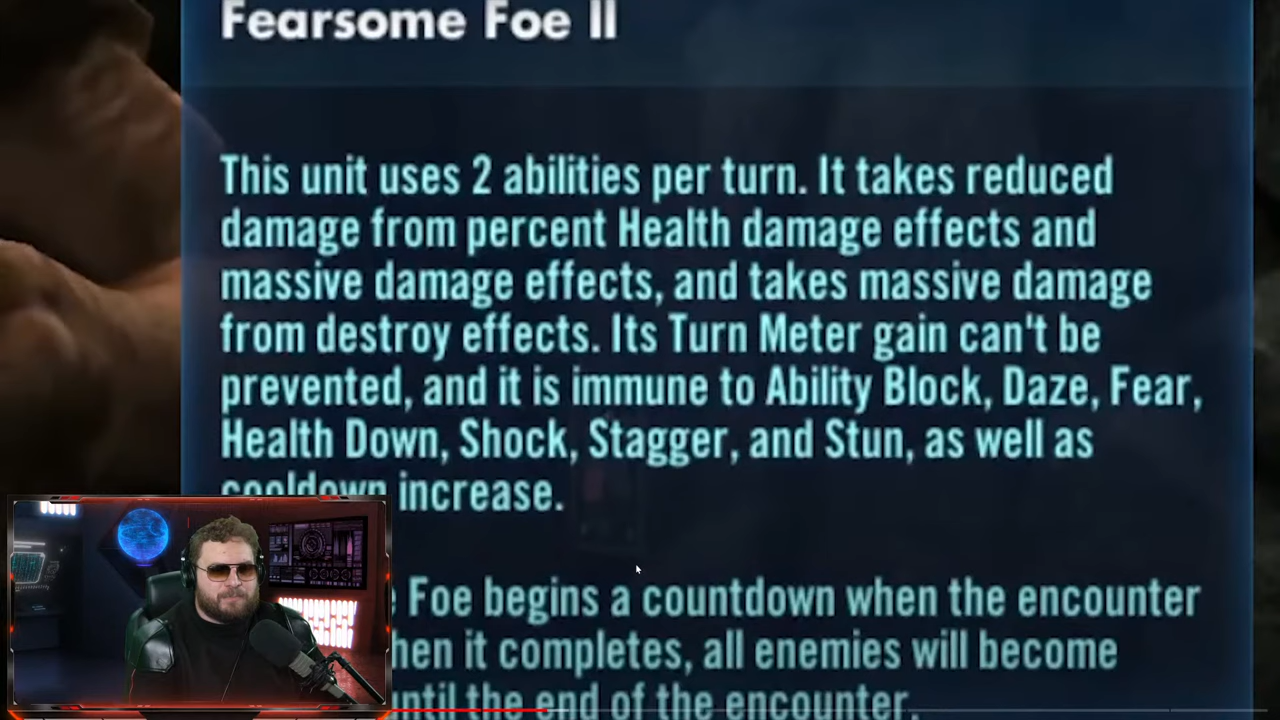 Fearsome Foe II
This unit uses 2 abilities per turn. It takes reduced
damage from percent Health damage effects and
massive damage effects, and takes massive damage
from destroy effects. Its Turn Meter gain can't be
prevented, and it is immune to Ability Block, Daze, Fear,
Health Down, Shock, Stagger, and Stun, as well as
cooldown increase.
Foe begins a countdown when the encounter
it completes, all enemies will become
until the end of the encounter.